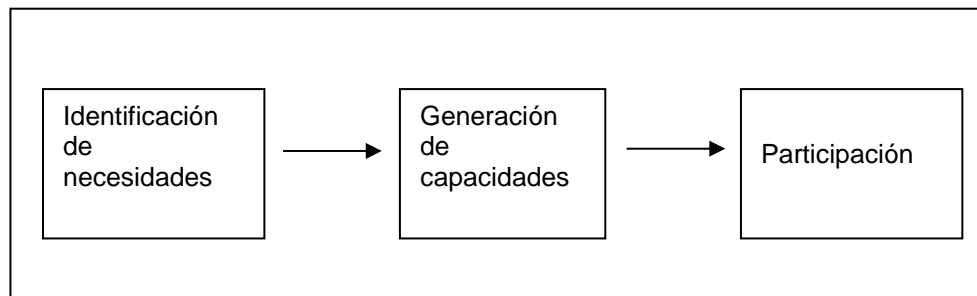 Identificación
de
necesidades
Generación
de
capacidades
Participación